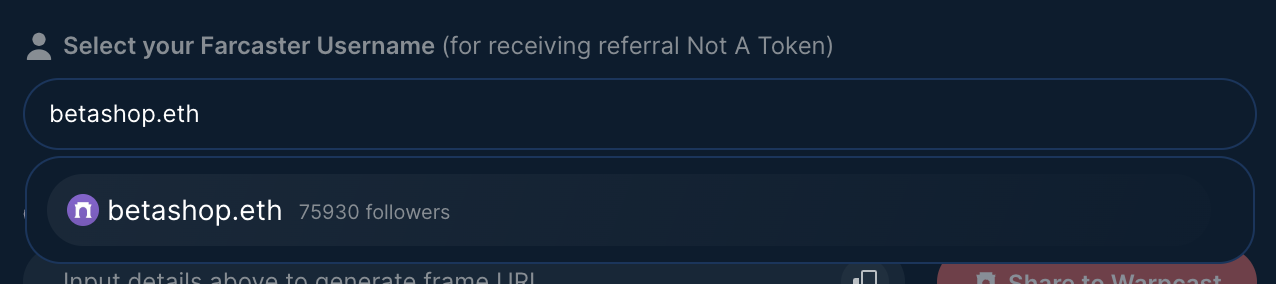 Select your Farcaster Username (for receiving referral Not A Token)
betashop.eth
betashop.eth 75930 followers
Input details above to generate frame URL
Share to Warpcast